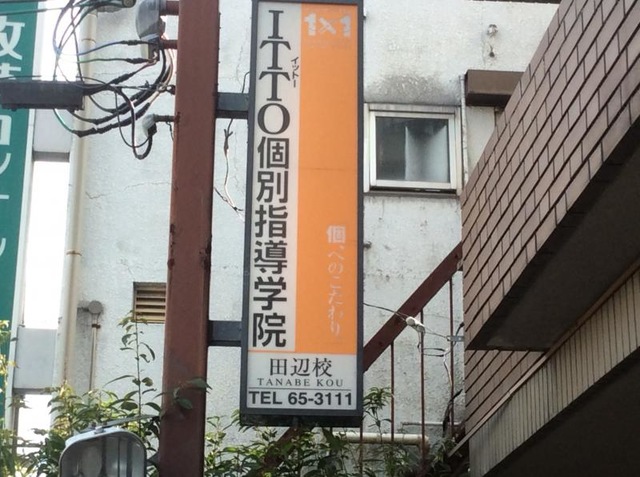 1×1
ITTO個別指導学院
イットー
個、へのこだわり
田辺校
TANABE KOU
TEL 65-3111